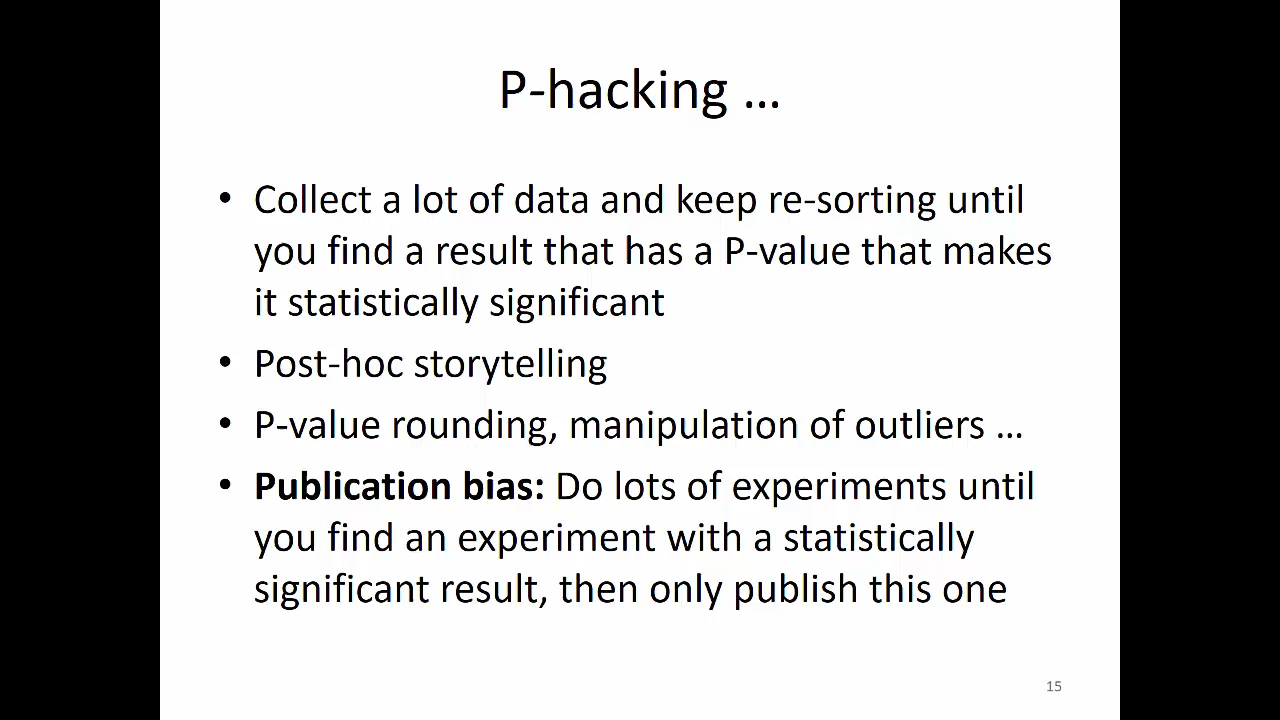 P-hacking …
• Collect a lot of data and keep re-sorting until
you find a result that has a P-value that makes
it statistically significant
• Post-hoc storytelling
• P-value rounding, manipulation of outliers …
• Publication bias: Do lots of experiments until
you find an experiment with a statistically
significant result, then only publish this one
15